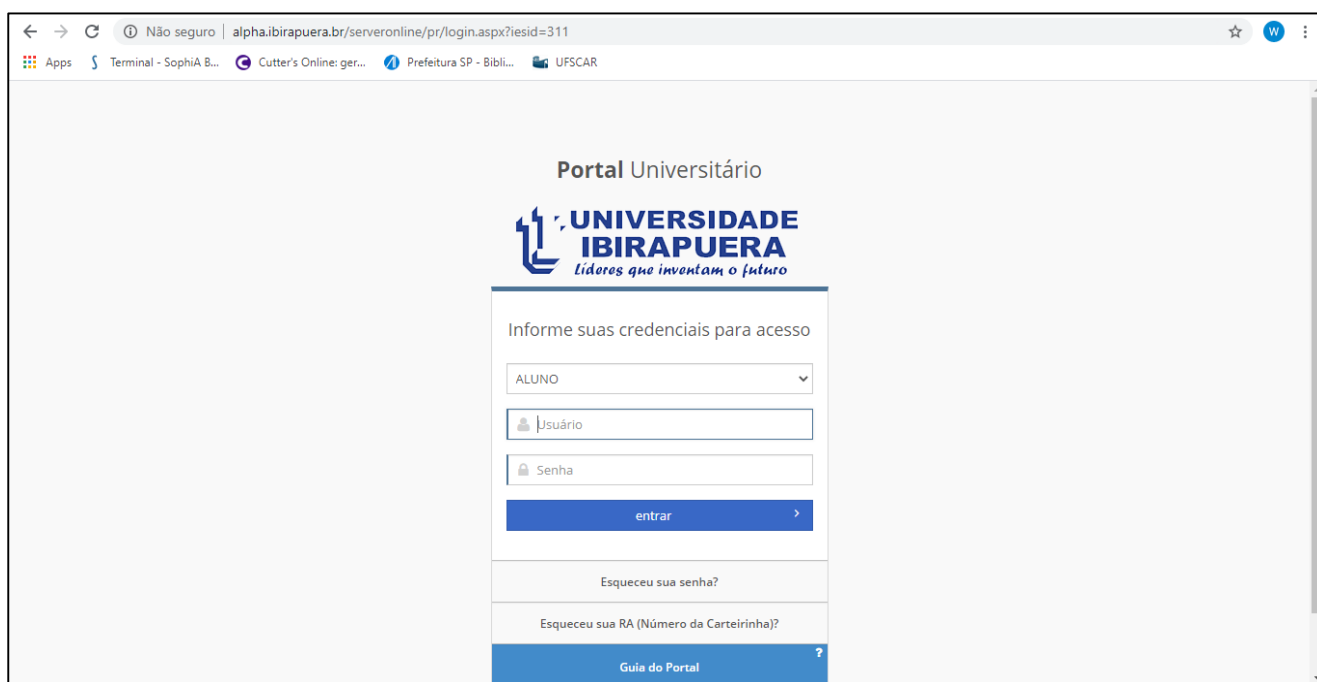 Não seguro | alpha.ibirapuera.br/serveronline/pr/login.aspx?iesid=311
W
Apps Terminal - SophiA B... Cutter's Online: ger... Prefeitura SP - Bibli... UFSCAR
Portal Universitário
UNIVERSIDADE
IBIRAPUERA
Líderes que inventam o futuro
Informe suas credenciais para acesso
ALUNO
Usuário
Senha
entrar
Esqueceu sua senha?
Esqueceu sua RA (Número da Carteirinha)?
Guia do Portal ?